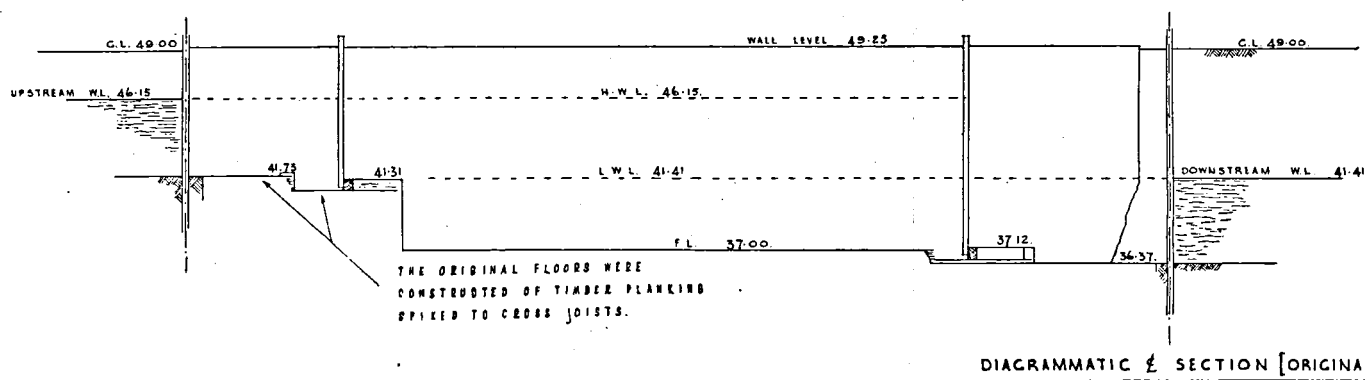 G.L. 49·00
WALL LEVEL 49·25
G.L. 49·00.
UPSTREAM W.L. 46·15
H·W·L. 46·15.
41·73
41·31
L.W.L. 41·41
DOWNSTREAM W.L. 41·41
F.L. 37·00.
37·12.
36·37.
THE ORIGINAL FLOORS WERE
CONSTRUCTED OF TIMBER PLANKING
SPIKED TO CROSS JOISTS.
DIAGRAMMATIC ℄ SECTION [ORIGINA